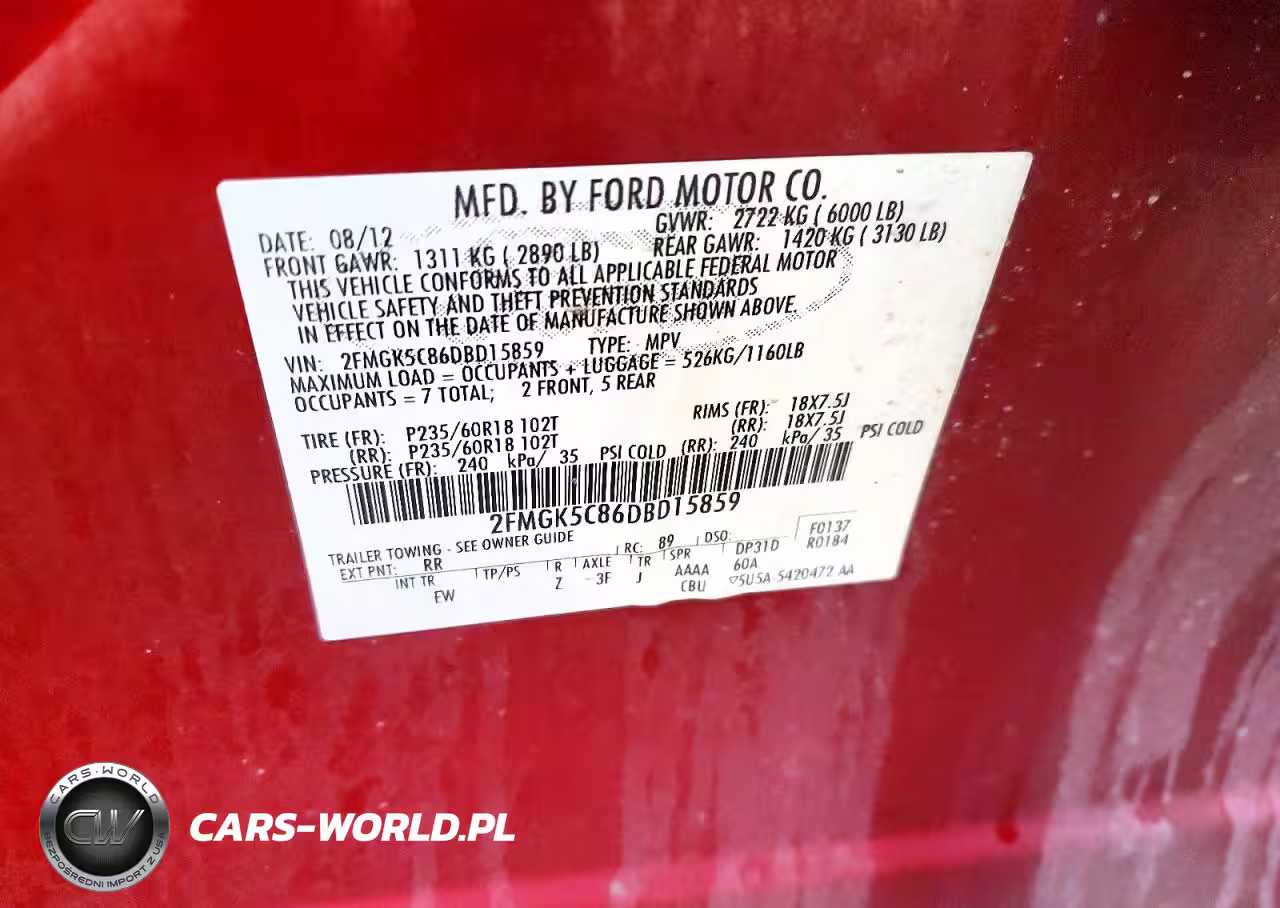 MFD. BY FORD MOTOR CO.
DATE: 08/12 GVWR: 2722 KG ( 6000 LB)
FRONT GAWR: 1311 KG ( 2890 LB) REAR GAWR: 1420 KG ( 3130 LB)
THIS VEHICLE CONFORMS TO ALL APPLICABLE FEDERAL MOTOR
VEHICLE SAFETY AND THEFT PREVENTION STANDARDS
IN EFFECT ON THE DATE OF MANUFACTURE SHOWN ABOVE.
VIN: 2FMGK5C86DBD15859 TYPE: MPV
MAXIMUM LOAD = OCCUPANTS + LUGGAGE = 526KG/1160LB
OCCUPANTS = 7 TOTAL; 2 FRONT, 5 REAR
TIRE (FR): P235/60R18 102T RIMS (FR): 18X7.5J
(RR): P235/60R18 102T (RR): 18X7.5J
PRESSURE (FR): 240 kPa/ 35 PSI COLD (RR): 240 kPa/ 35 PSI COLD
2FMGK5C86DBD15859
TRAILER TOWING - SEE OWNER GUIDE
EXT PNT: RR RC: 89 DSO: F0137
INT TR TP/PS R AXLE TR SPR DP31D R0184
EW Z 3F J AAAA 60A
CBU 5U5A-5420472 AA
CARS-WORLD
CW
BEZPOŚREDNI IMPORT Z USA
CARS-WORLD.PL